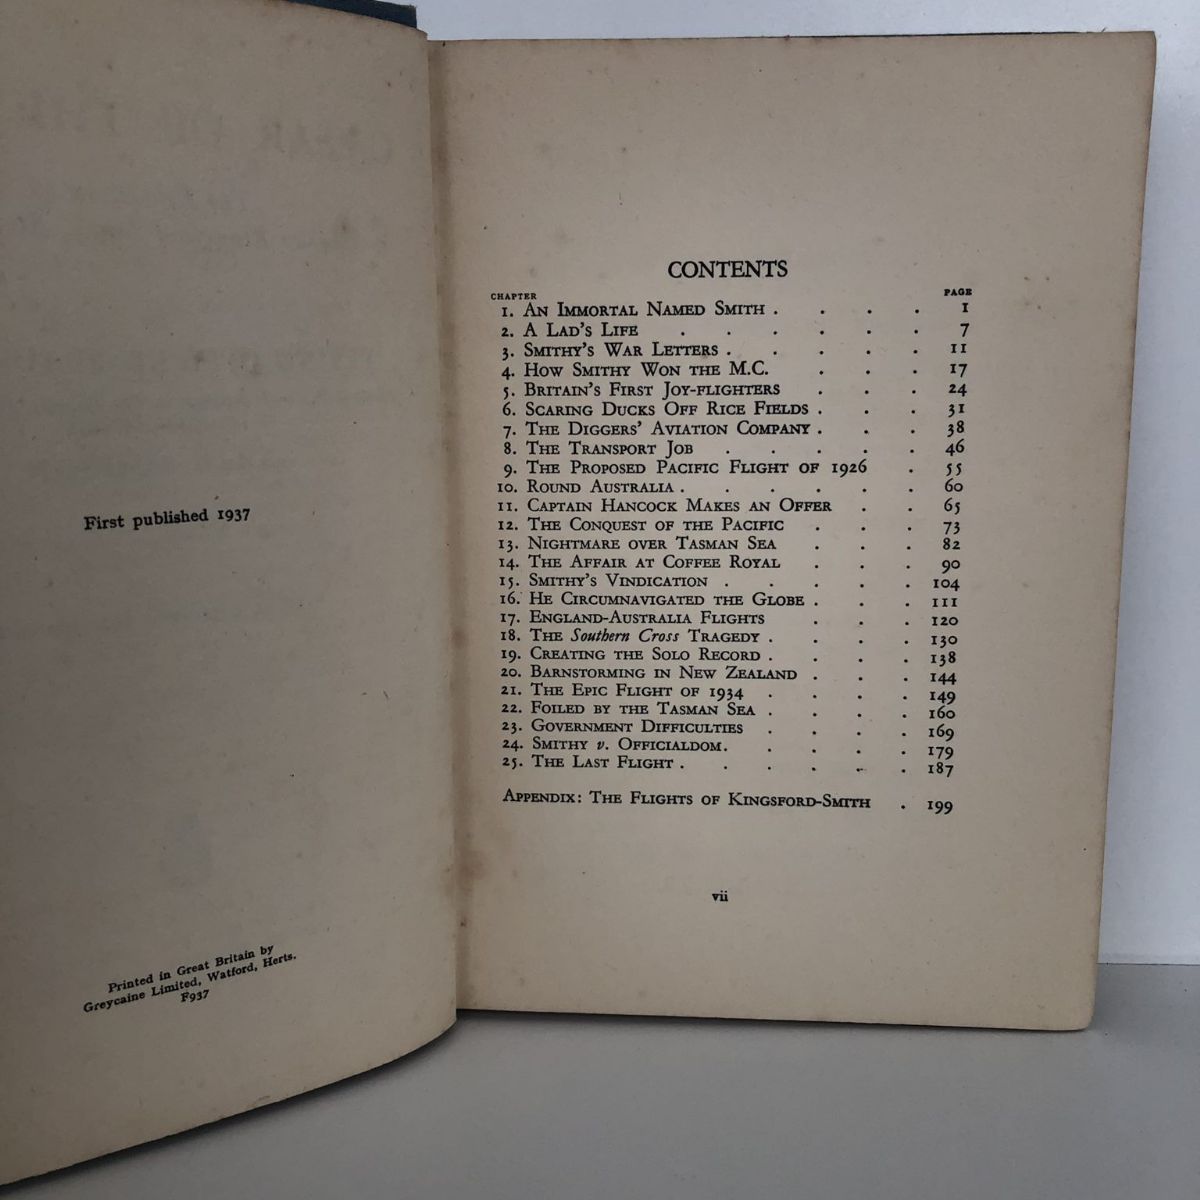 First published 1937
Printed in Great Britain by
Greycaine Limited, Watford, Herts.
F937
CONTENTS
CHAPTER PAGE
1. AN IMMORTAL NAMED SMITH . . . . 1
2. A LAD'S LIFE . . . . . . 7
3. SMITHY'S WAR LETTERS . . . . . 11
4. HOW SMITHY WON THE M.C. . . . 17
5. BRITAIN'S FIRST JOY-FLIGHTERS . . . 24
6. SCARING DUCKS OFF RICE FIELDS . . . 31
7. THE DIGGERS' AVIATION COMPANY . . . 38
8. THE TRANSPORT JOB . . . . . 46
9. THE PROPOSED PACIFIC FLIGHT OF 1926 . 55
10. ROUND AUSTRALIA . . . . . . 60
11. CAPTAIN HANCOCK MAKES AN OFFER . . 65
12. THE CONQUEST OF THE PACIFIC . . . 73
13. NIGHTMARE OVER TASMAN SEA . . . 82
14. THE AFFAIR AT COFFEE ROYAL . . . 90
15. SMITHY'S VINDICATION . . . . . 104
16. HE CIRCUMNAVIGATED THE GLOBE . . . 111
17. ENGLAND-AUSTRALIA FLIGHTS . . . 120
18. THE Southern Cross TRAGEDY . . . . 130
19. CREATING THE SOLO RECORD . . . . 138
20. BARNSTORMING IN NEW ZEALAND . . . 144
21. THE EPIC FLIGHT OF 1934 . . . . 149
22. FOILED BY THE TASMAN SEA . . . . 160
23. GOVERNMENT DIFFICULTIES . . . . 169
24. SMITHY v. OFFICIALDOM . . . . . 179
25. THE LAST FLIGHT . . . . . . 187
APPENDIX: THE FLIGHTS OF KINGSFORD-SMITH . 199
vii